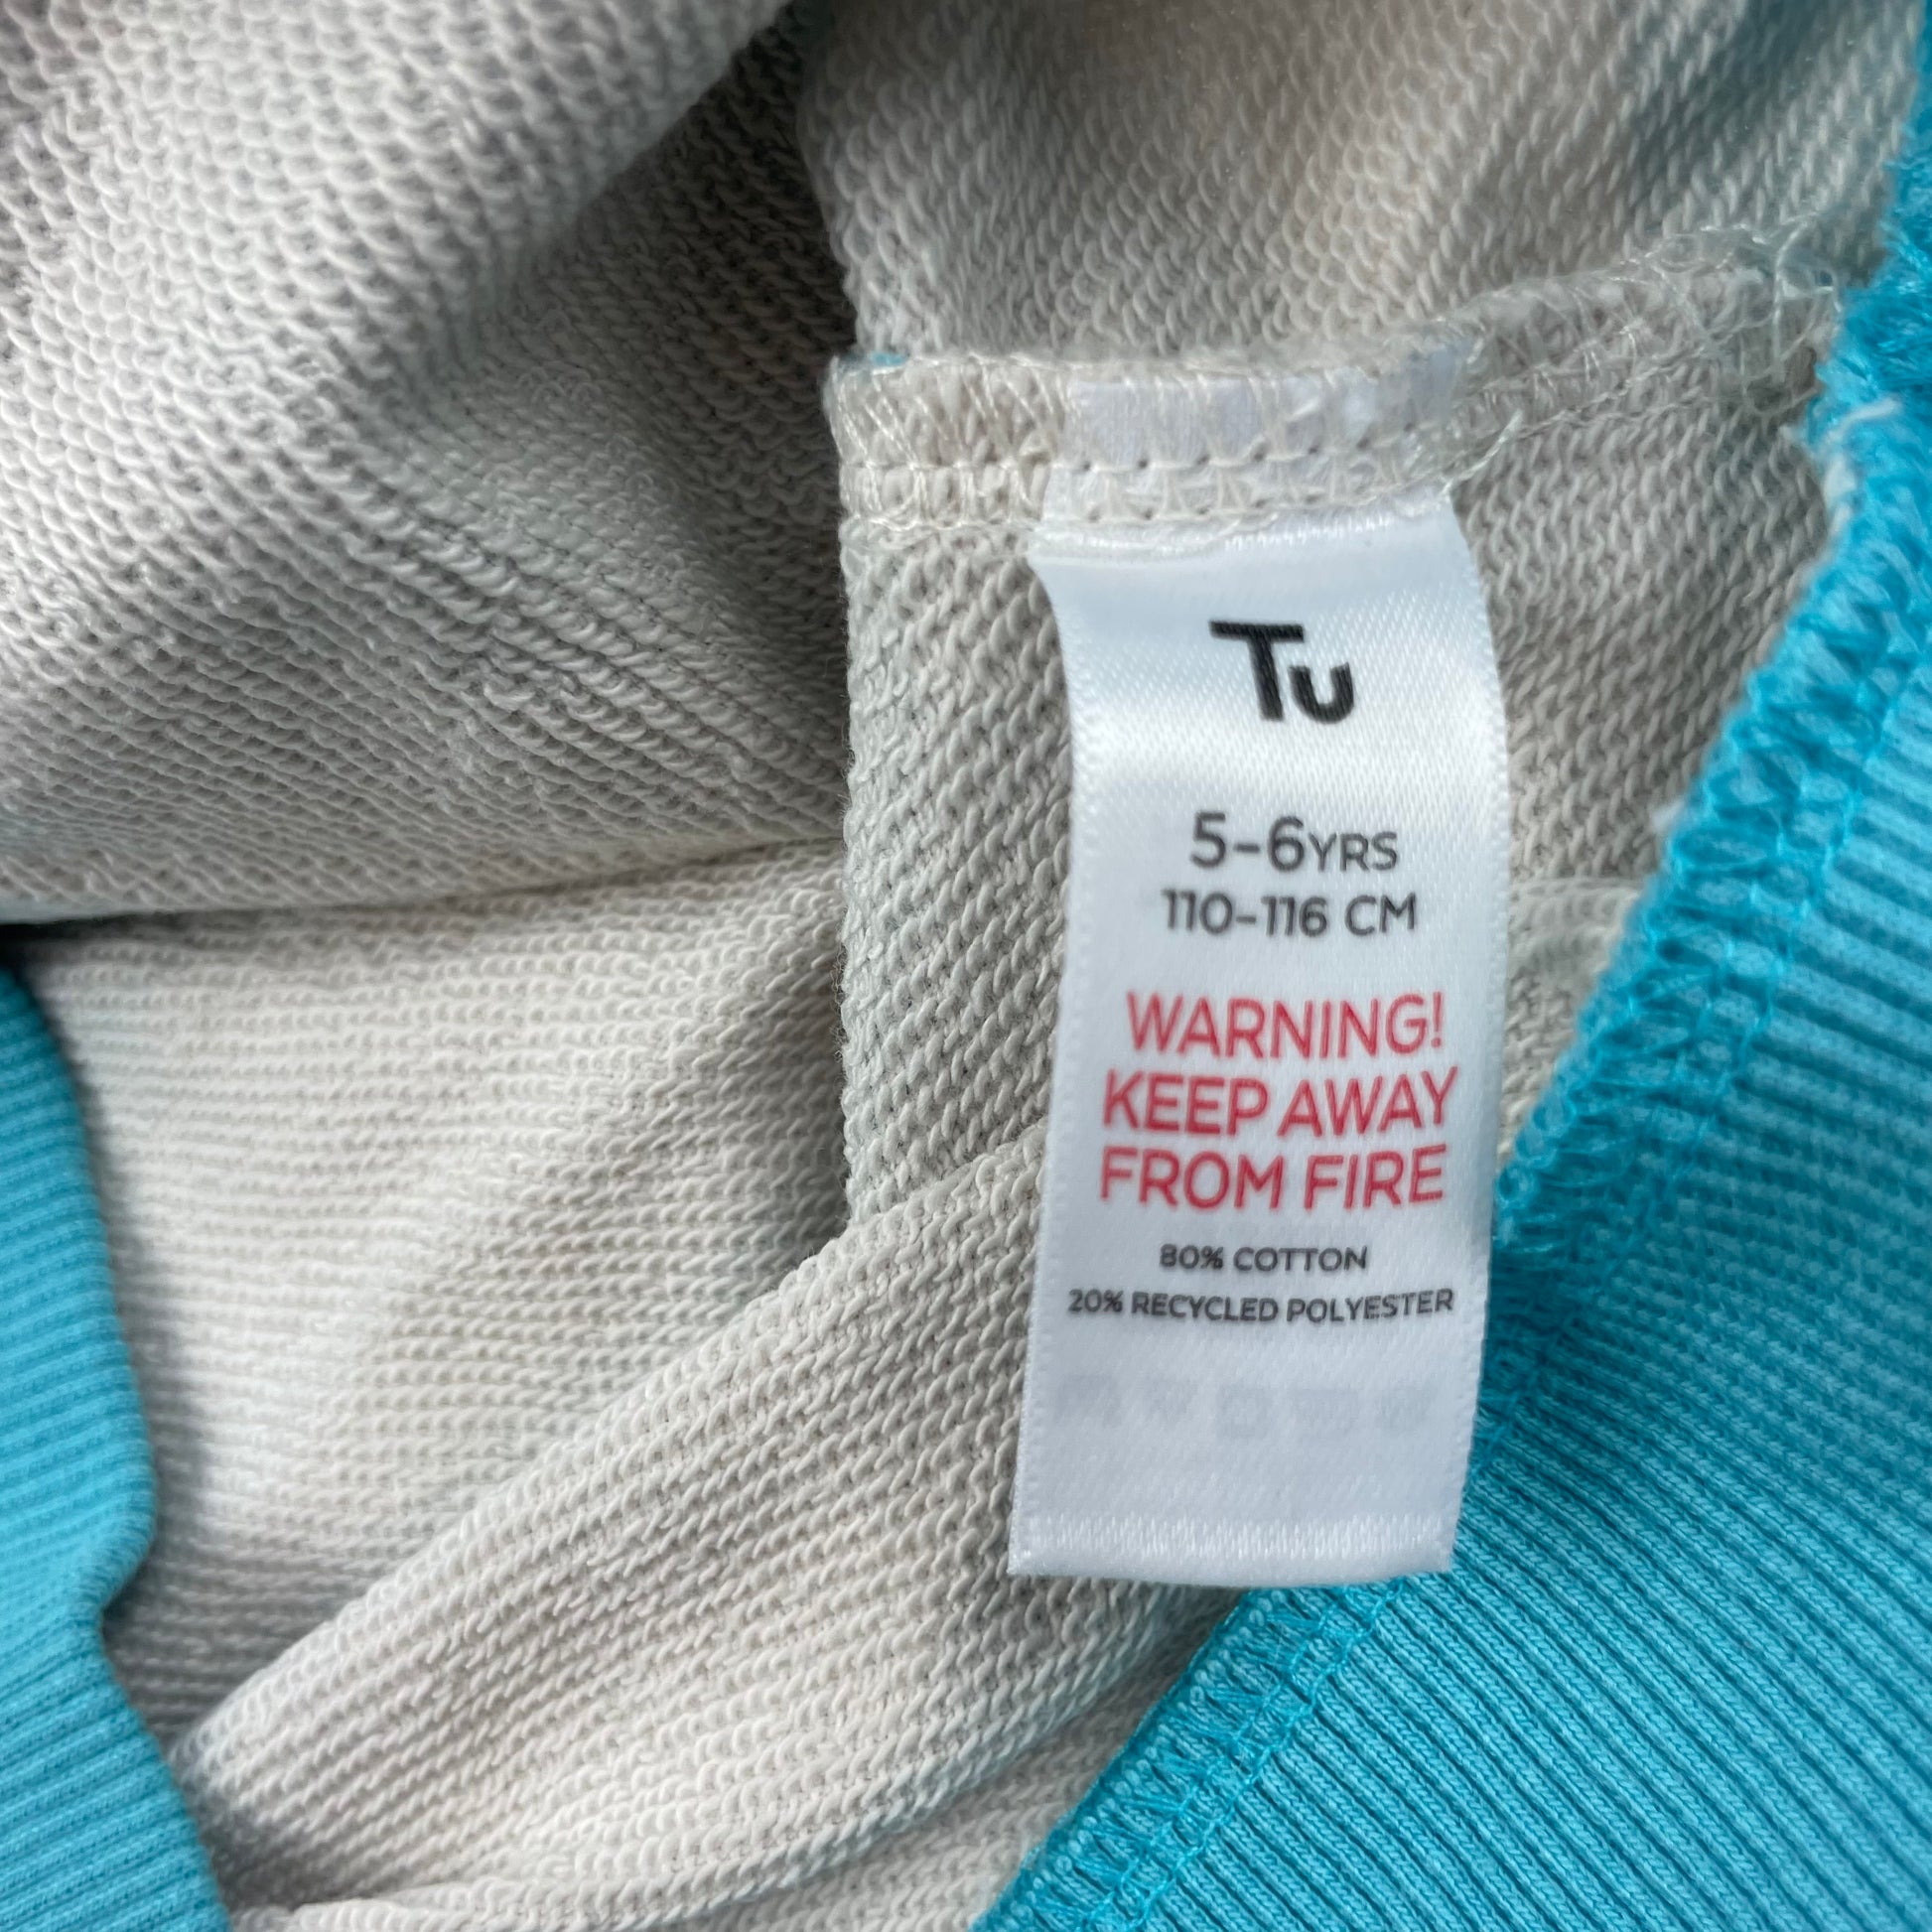 Tu
5-6YRS
110-116 CM
WARNING!
KEEP AWAY
FROM FIRE
80% COTTON
20% RECYCLED POLYESTER